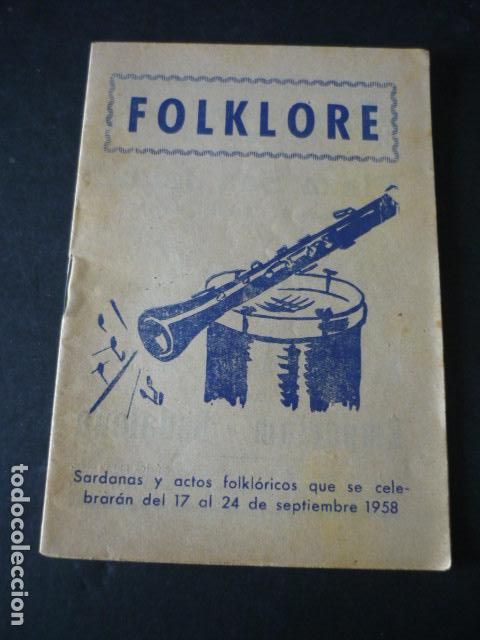 FOLKLORE
Sardanas y actos folklóricos que se cele-
brarán del 17 al 24 de septiembre 1958
todocoleccion